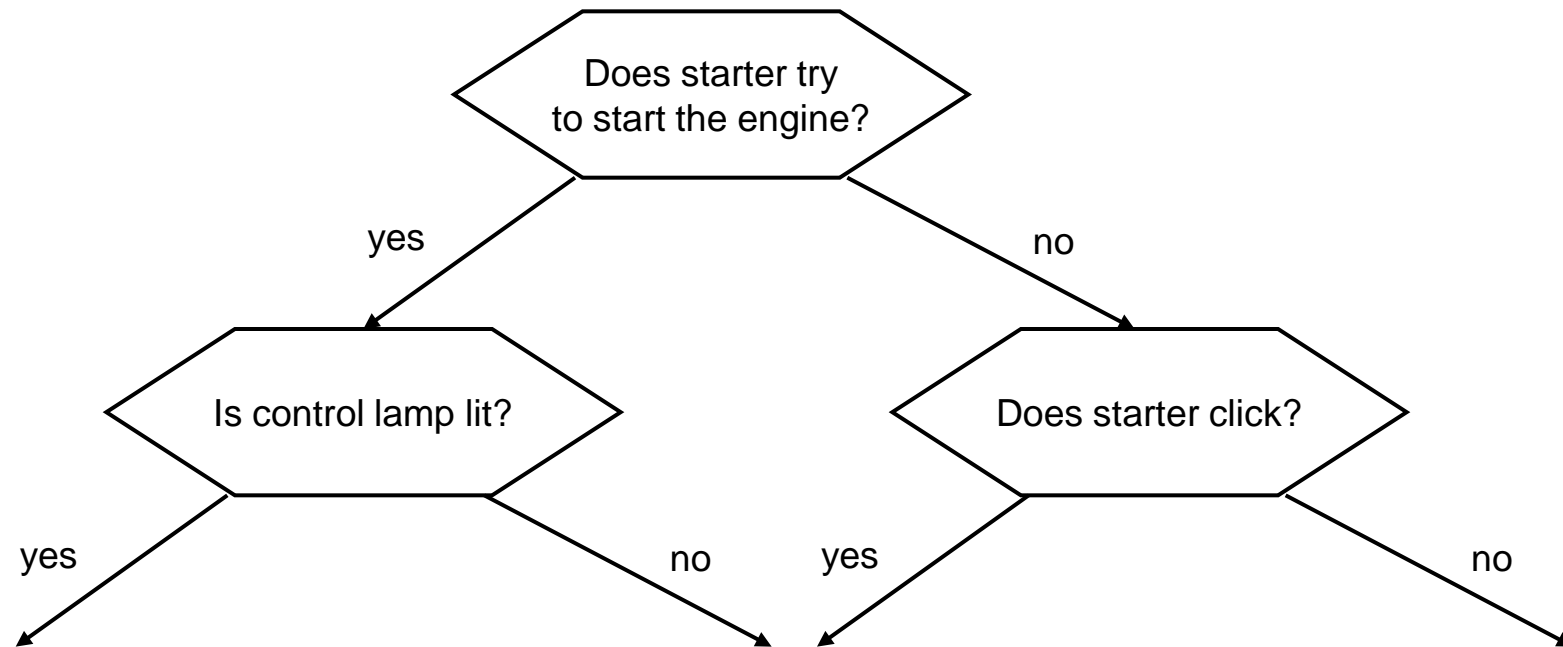 Does starter try
to start the engine?
yes
no
Is control lamp lit?
Does starter click?
yes
no
yes
no